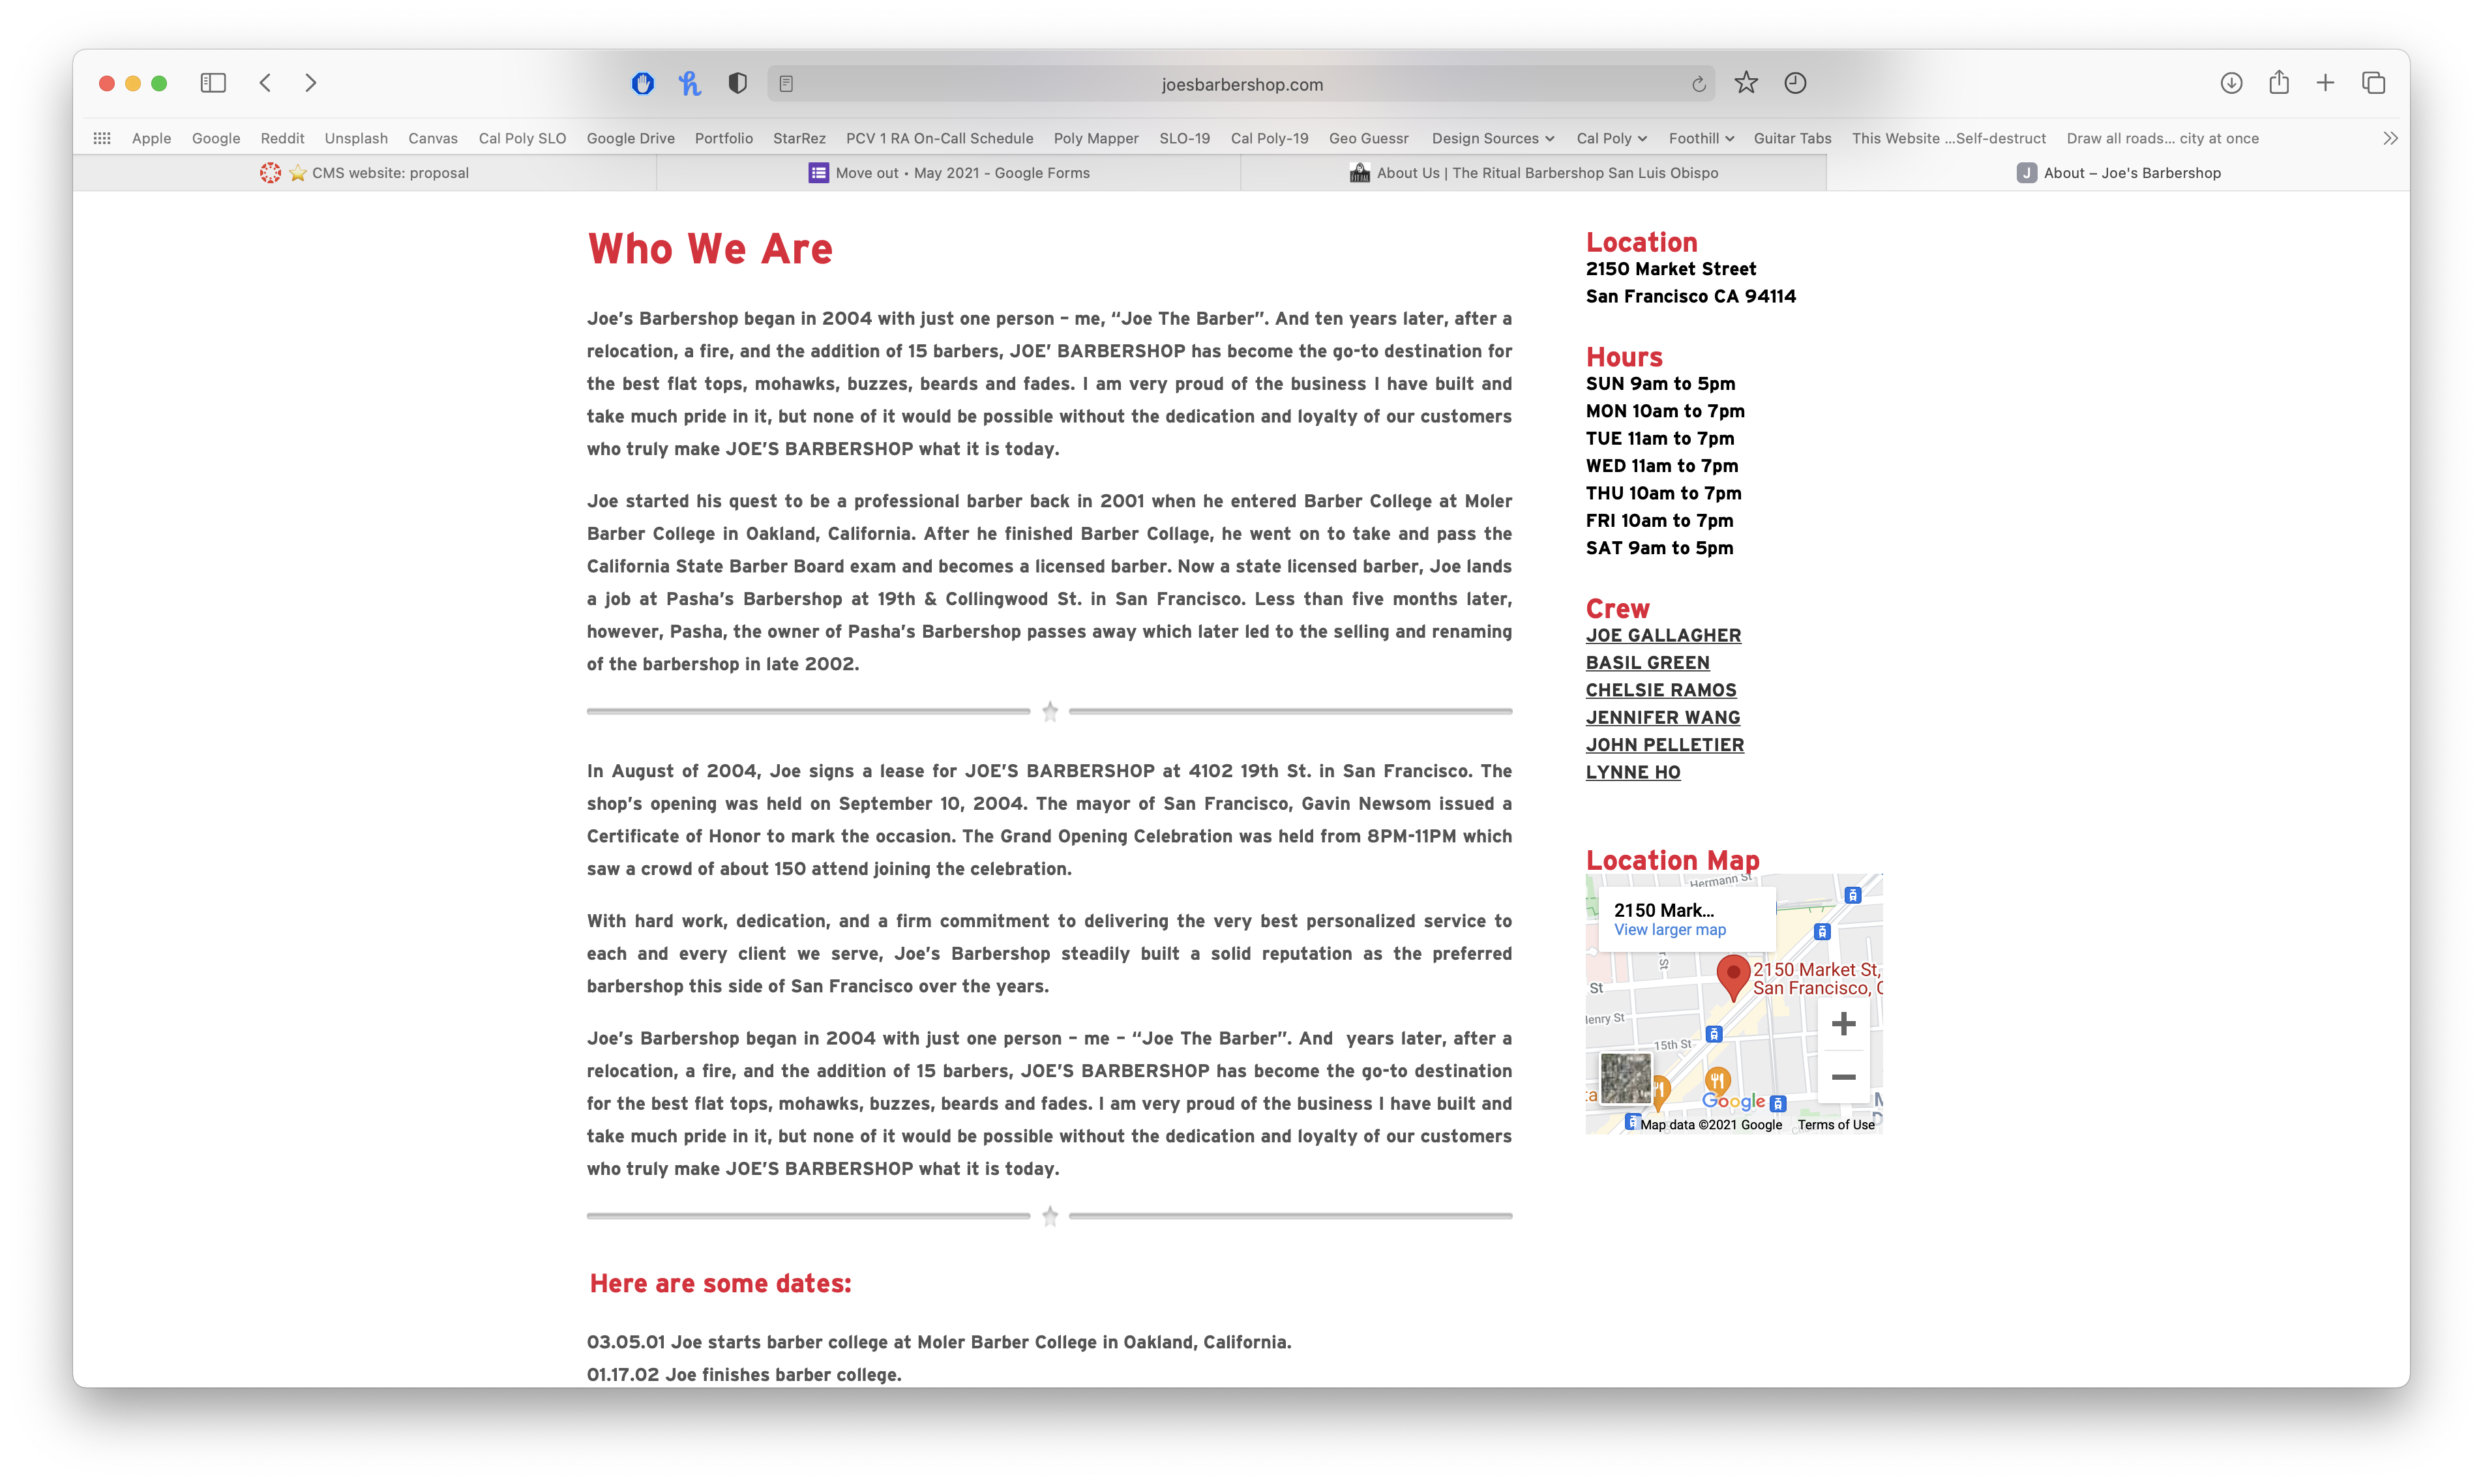 joesbarbershop.com
Apple Google Reddit Unsplash Canvas Cal Poly SLO Google Drive Portfolio StarRez PCV 1 RA On-Call Schedule Poly Mapper SLO-19 Cal Poly-19 Geo Guessr Design Sources Cal Poly Foothill Guitar Tabs This Website ...Self-destruct Draw all roads... city at once
CMS website: proposal Move out • May 2021 - Google Forms About Us | The Ritual Barbershop San Luis Obispo J About – Joe's Barbershop
Who We Are
Joe’s Barbershop began in 2004 with just one person – me, “Joe The Barber”. And ten years later, after a
relocation, a fire, and the addition of 15 barbers, JOE’ BARBERSHOP has become the go-to destination for
the best flat tops, mohawks, buzzes, beards and fades. I am very proud of the business I have built and
take much pride in it, but none of it would be possible without the dedication and loyalty of our customers
who truly make JOE’S BARBERSHOP what it is today.
Joe started his quest to be a professional barber back in 2001 when he entered Barber College at Moler
Barber College in Oakland, California. After he finished Barber Collage, he went on to take and pass the
California State Barber Board exam and becomes a licensed barber. Now a state licensed barber, Joe lands
a job at Pasha’s Barbershop at 19th & Collingwood St. in San Francisco. Less than five months later,
however, Pasha, the owner of Pasha’s Barbershop passes away which later led to the selling and renaming
of the barbershop in late 2002.
In August of 2004, Joe signs a lease for JOE’S BARBERSHOP at 4102 19th St. in San Francisco. The
shop’s opening was held on September 10, 2004. The mayor of San Francisco, Gavin Newsom issued a
Certificate of Honor to mark the occasion. The Grand Opening Celebration was held from 8PM-11PM which
saw a crowd of about 150 attend joining the celebration.
With hard work, dedication, and a firm commitment to delivering the very best personalized service to
each and every client we serve, Joe’s Barbershop steadily built a solid reputation as the preferred
barbershop this side of San Francisco over the years.
Joe’s Barbershop began in 2004 with just one person – me – “Joe The Barber”. And years later, after a
relocation, a fire, and the addition of 15 barbers, JOE’S BARBERSHOP has become the go-to destination
for the best flat tops, mohawks, buzzes, beards and fades. I am very proud of the business I have built and
take much pride in it, but none of it would be possible without the dedication and loyalty of our customers
who truly make JOE’S BARBERSHOP what it is today.
Here are some dates:
03.05.01 Joe starts barber college at Moler Barber College in Oakland, California.
01.17.02 Joe finishes barber college.
Location
2150 Market Street
San Francisco CA 94114
Hours
SUN 9am to 5pm
MON 10am to 7pm
TUE 11am to 7pm
WED 11am to 7pm
THU 10am to 7pm
FRI 10am to 7pm
SAT 9am to 5pm
Crew
JOE GALLAGHER
BASIL GREEN
CHELSIE RAMOS
JENNIFER WANG
JOHN PELLETIER
LYNNE HO
Location Map
Hermann St
2150 Mark...
View larger map
2150 Market St,
San Francisco, C
St
St
enry St
15th St
Google
Map data ©2021 Google Terms of Use